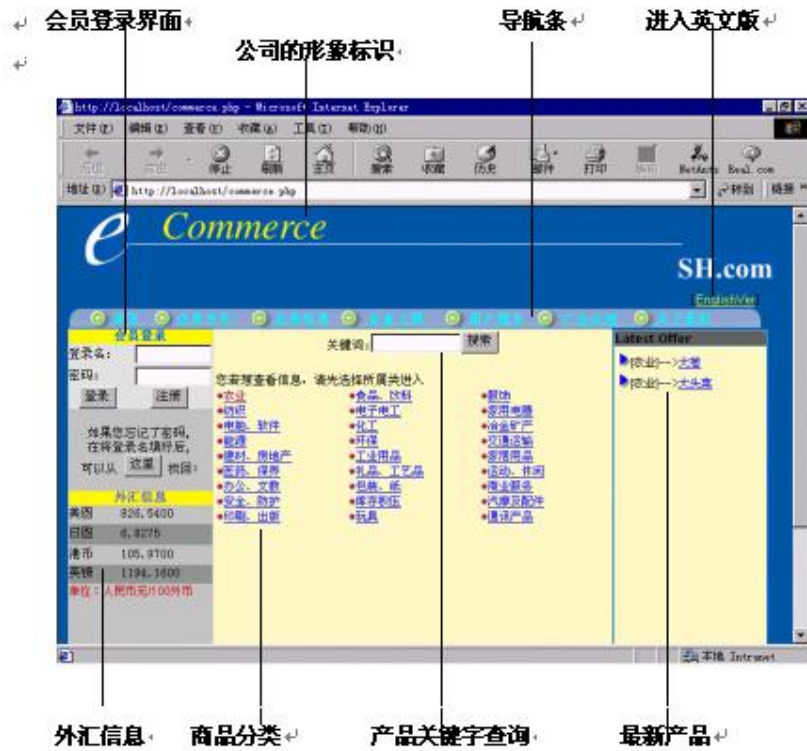 会员登录界面
公司的形象标识
导航条
进入英文版
http://localhost/commerce.php - Microsoft Internet Explorer
文件(F) 编辑(E) 查看(V) 收藏(A) 工具(T) 帮助(H)
后退 前进 停止 刷新 主页 搜索 收藏 历史 邮件 打印 NetAnts Real.com
地址(D) http://localhost/commerce.php 转到 链接
e Commerce
SH.com
[EnglishVer]
会员登录
登录名:
密码:
登录 注册
如果您忘记了密码,
在将登录名填好后,
可以从 这里 找回!
外汇信息
美圆 826.5400
日圆 6.8275
港币 105.9700
英镑 1194.1600
单位:人民币元/100外币
关键词: 搜索
您若想查看信息,请先选择所属类进入
农业 食品、饮料 服饰
纺织 电子电工 家用电器
电脑、软件 化工 冶金矿产
能源 环保 交通运输
建材、房地产 工业用品 家居用品
医药、保养 礼品、工艺品 运动、休闲
办公、文教 包装、纸 商业服务
安全、防护 库存积压 汽摩及配件
印刷、出版 玩具 通讯产品
Latest Offer
[农业]-->大葱
[农业]-->大头菜
本地 Intranet
外汇信息
商品分类
产品关键字查询
最新产品